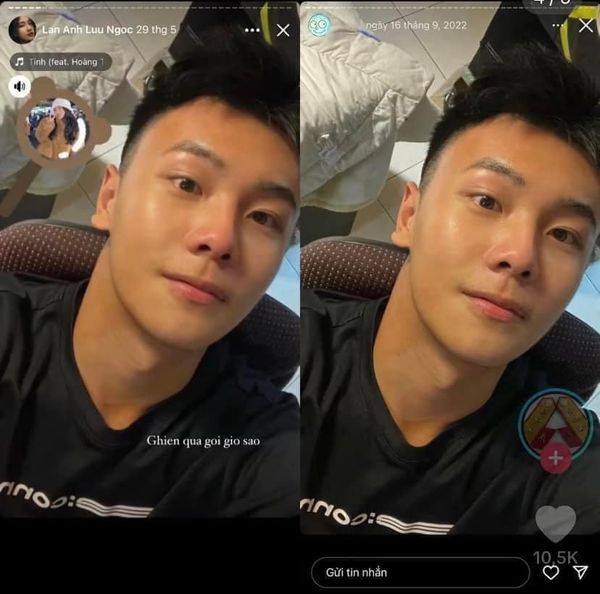 Lan Anh Luu Ngoc 29 thg 5
Tình (feat. Hoàng T
Ghien qua goi gio sao
ngày 16 tháng 9, 2022
10.5K
Gửi tin nhắn